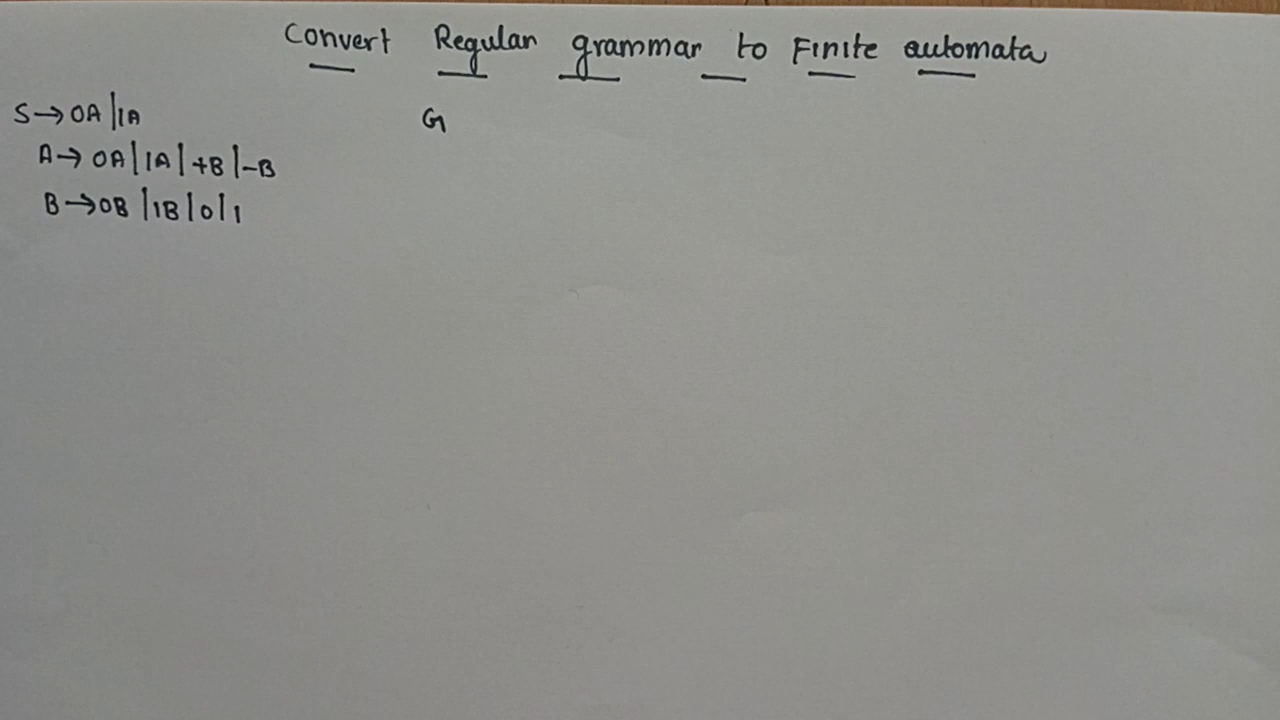 Convert Regular grammar to Finite automata
S→0A|1A
G
A→0A|1A|+B|-B
B→0B|1B|0|1